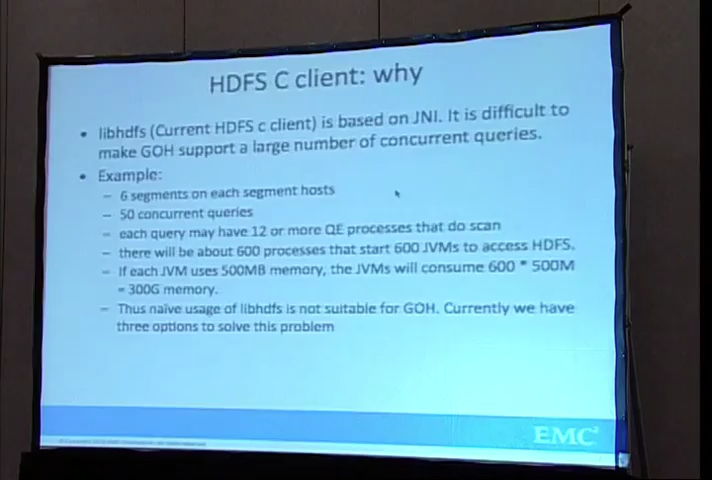 HDFS C client: why
• libhdfs (Current HDFS c client) is based on JNI. It is difficult to
make GOH support a large number of concurrent queries.
• Example:
– 6 segments on each segment hosts
– 50 concurrent queries
– each query may have 12 or more QE processes that do scan
– there will be about 600 processes that start 600 JVMs to access HDFS.
– If each JVM uses 500MB memory, the JVMs will consume 600 * 500M
= 300G memory.
– Thus naïve usage of libhdfs is not suitable for GOH. Currently we have
three options to solve this problem
EMC²